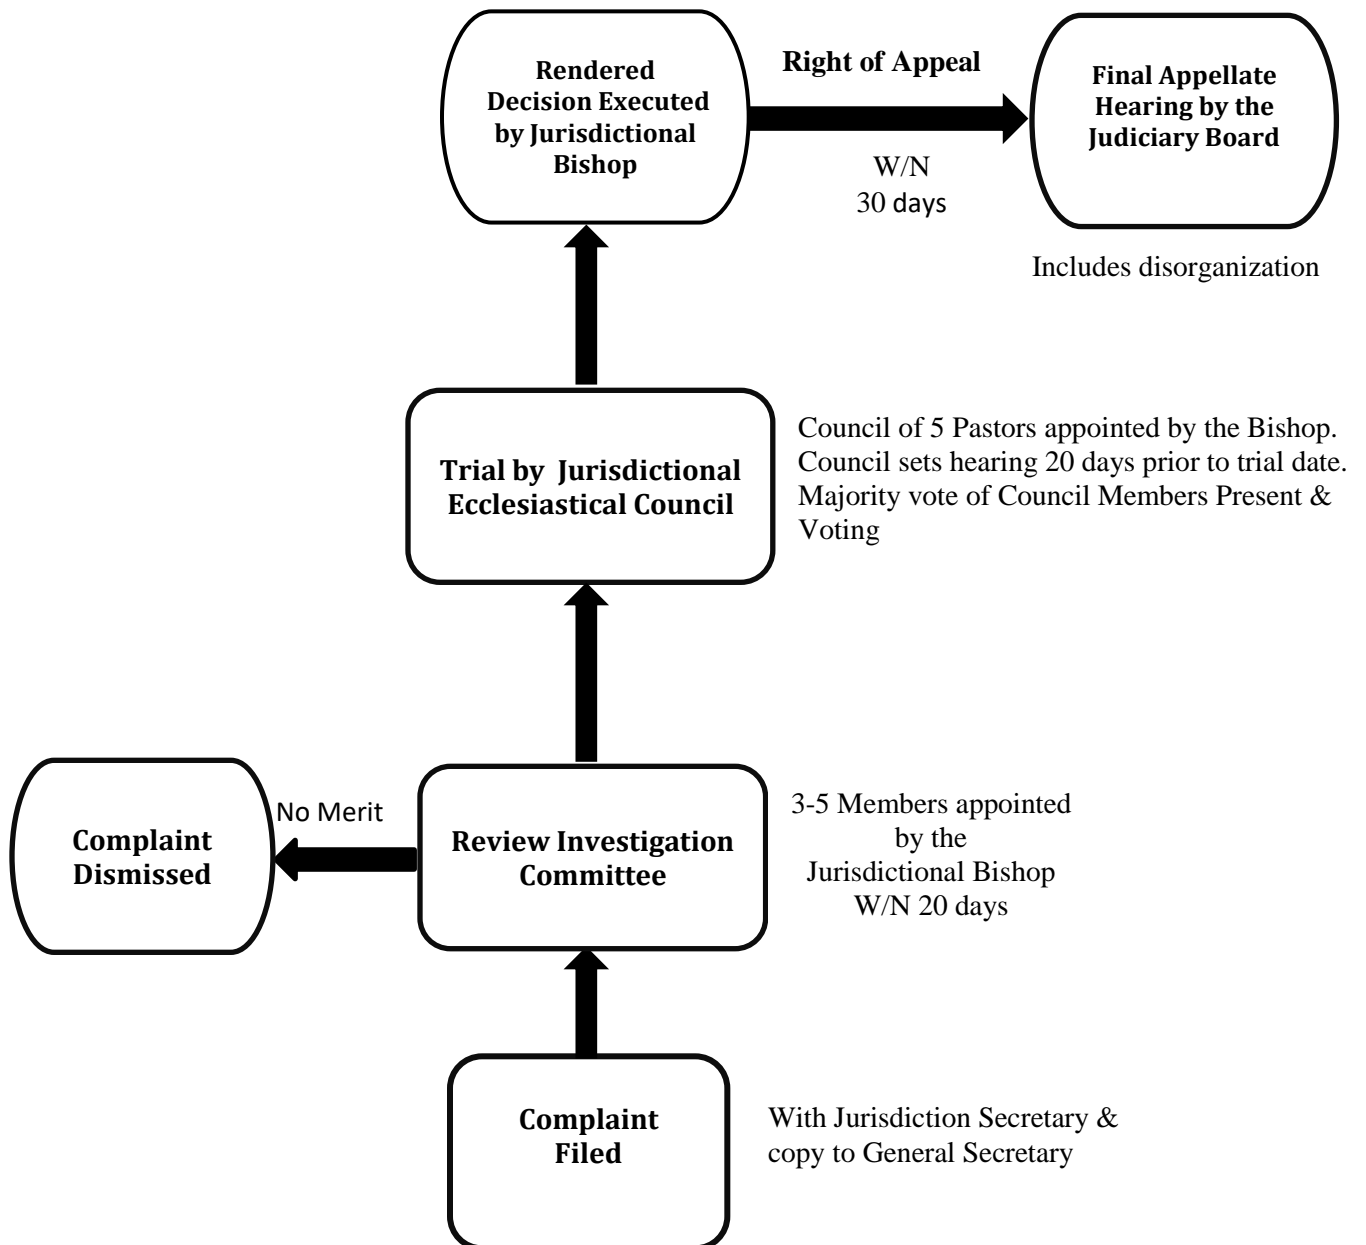 Rendered
Decision Executed
by Jurisdictional
Bishop
Right of Appeal
W/N
30 days
Final Appellate
Hearing by the
Judiciary Board
Includes disorganization
Trial by Jurisdictional
Ecclesiastical Council
Council of 5 Pastors appointed by the Bishop.
Council sets hearing 20 days prior to trial date.
Majority vote of Council Members Present &
Voting
Complaint
Dismissed
No Merit
Review Investigation
Committee
3-5 Members appointed
by the
Jurisdictional Bishop
W/N 20 days
Complaint
Filed
With Jurisdiction Secretary &
copy to General Secretary